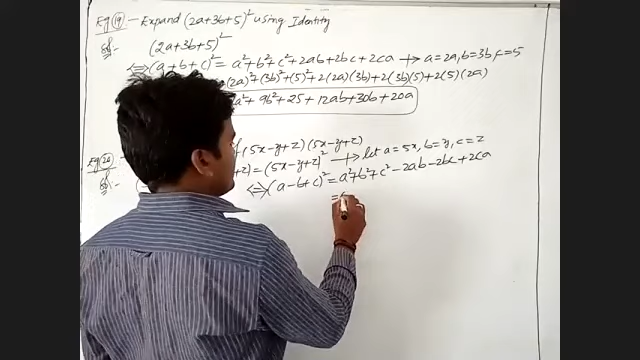 Eg (19) - Expand (2a+3b+5)² using Identity
Sol:- (2a+3b+5)²
⟺ (a+b+c)² = a²+b²+c²+2ab+2bc+2ca → a=2a, b=3b, c=5
(2a)²+(3b)²+(5)²+2(2a)(3b)+2(3b)(5)+2(5)(2a)
a²+9b²+25+12ab+30b+20a
Eg (20) (5x-y+z)(5x-y+z)
Sol +z) = (5x-y+z)² → let a=5x, b=y, c=z
⟺ (a-b+c)² = a²+b²+c²-2ab-2bc+2ca
=(